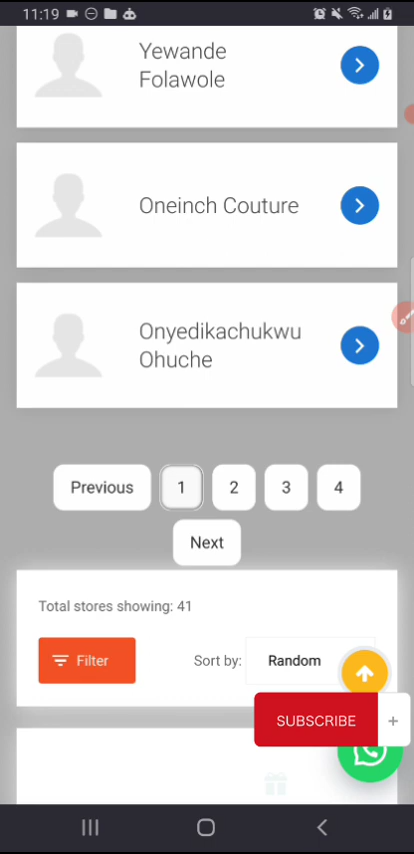 11:19
Yewande
Folawole
Oneinch Couture
Onyedikachukwu
Ohuche
Previous 1 2 3 4
Next
Total stores showing: 41
Filter Sort by: Random
SUBSCRIBE +